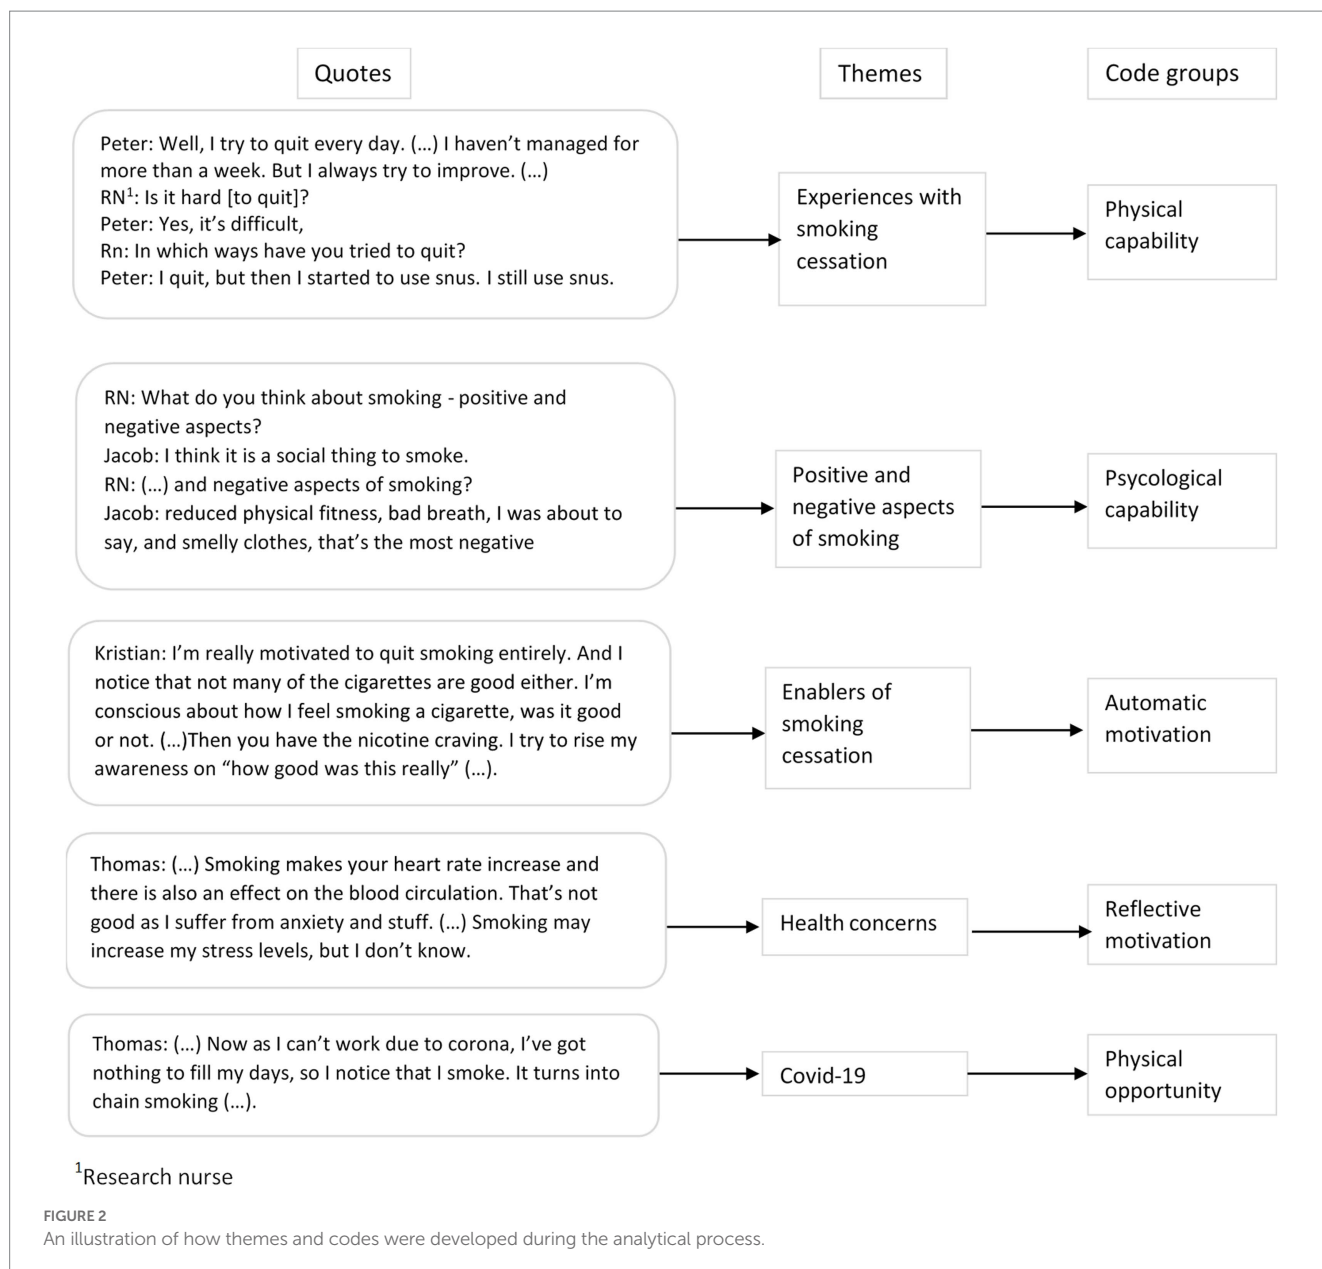 Quotes
Themes
Code groups
Peter: Well, I try to quit every day. (…) I haven’t managed for
more than a week. But I always try to improve. (…)
RN¹: Is it hard [to quit]?
Peter: Yes, it’s difficult,
Rn: In which ways have you tried to quit?
Peter: I quit, but then I started to use snus. I still use snus.
Experiences with
smoking
cessation
Physical
capability
RN: What do you think about smoking - positive and
negative aspects?
Jacob: I think it is a social thing to smoke.
RN: (…) and negative aspects of smoking?
Jacob: reduced physical fitness, bad breath, I was about to
say, and smelly clothes, that’s the most negative
Positive and
negative aspects
of smoking
Psycological
capability
Kristian: I’m really motivated to quit smoking entirely. And I
notice that not many of the cigarettes are good either. I’m
conscious about how I feel smoking a cigarette, was it good
or not. (…)Then you have the nicotine craving. I try to rise my
awareness on “how good was this really” (…).
Enablers of
smoking
cessation
Automatic
motivation
Thomas: (…) Smoking makes your heart rate increase and
there is also an effect on the blood circulation. That’s not
good as I suffer from anxiety and stuff. (…) Smoking may
increase my stress levels, but I don’t know.
Health concerns
Reflective
motivation
Thomas: (…) Now as I can’t work due to corona, I’ve got
nothing to fill my days, so I notice that I smoke. It turns into
chain smoking (…).
Covid-19
Physical
opportunity
¹Research nurse
FIGURE 2
An illustration of how themes and codes were developed during the analytical process.